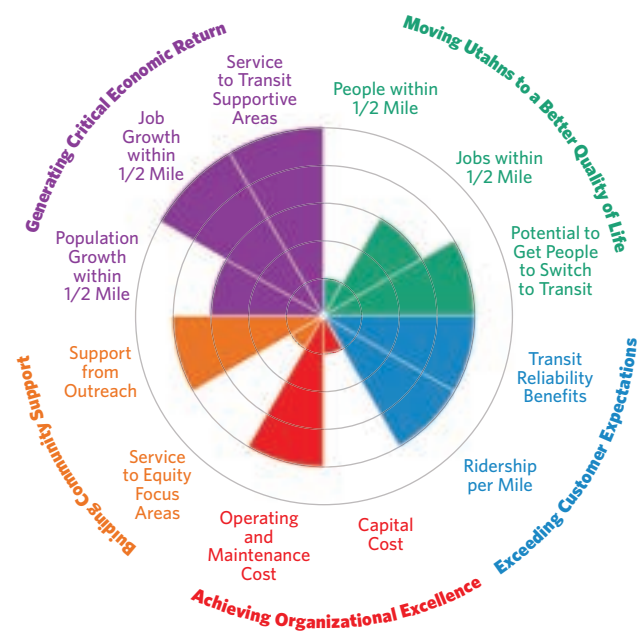 Generating Critical Economic Return
Moving Utahns to a Better Quality of Life
Service
to Transit
Supportive
Areas
People within
1/2 Mile
Job
Growth
within
1/2 Mile
Jobs within
1/2 Mile
Population
Growth
within
1/2 Mile
Potential to
Get People
to Switch
to Transit
Support
from
Outreach
Transit
Reliability
Benefits
Service
to Equity
Focus
Areas
Ridership
per Mile
Operating
and
Maintenance
Cost
Capital
Cost
Buiding Community Support
Exceeding Customer Expectations
Achieving Organizational Excellence